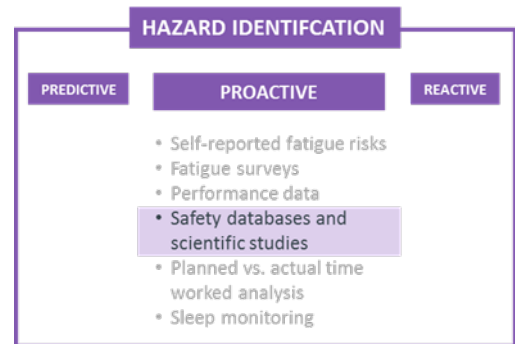 HAZARD IDENTIFCATION
PREDICTIVE
PROACTIVE
REACTIVE
• Self-reported fatigue risks
• Fatigue surveys
• Performance data
• Safety databases and
scientific studies
• Planned vs. actual time
worked analysis
• Sleep monitoring